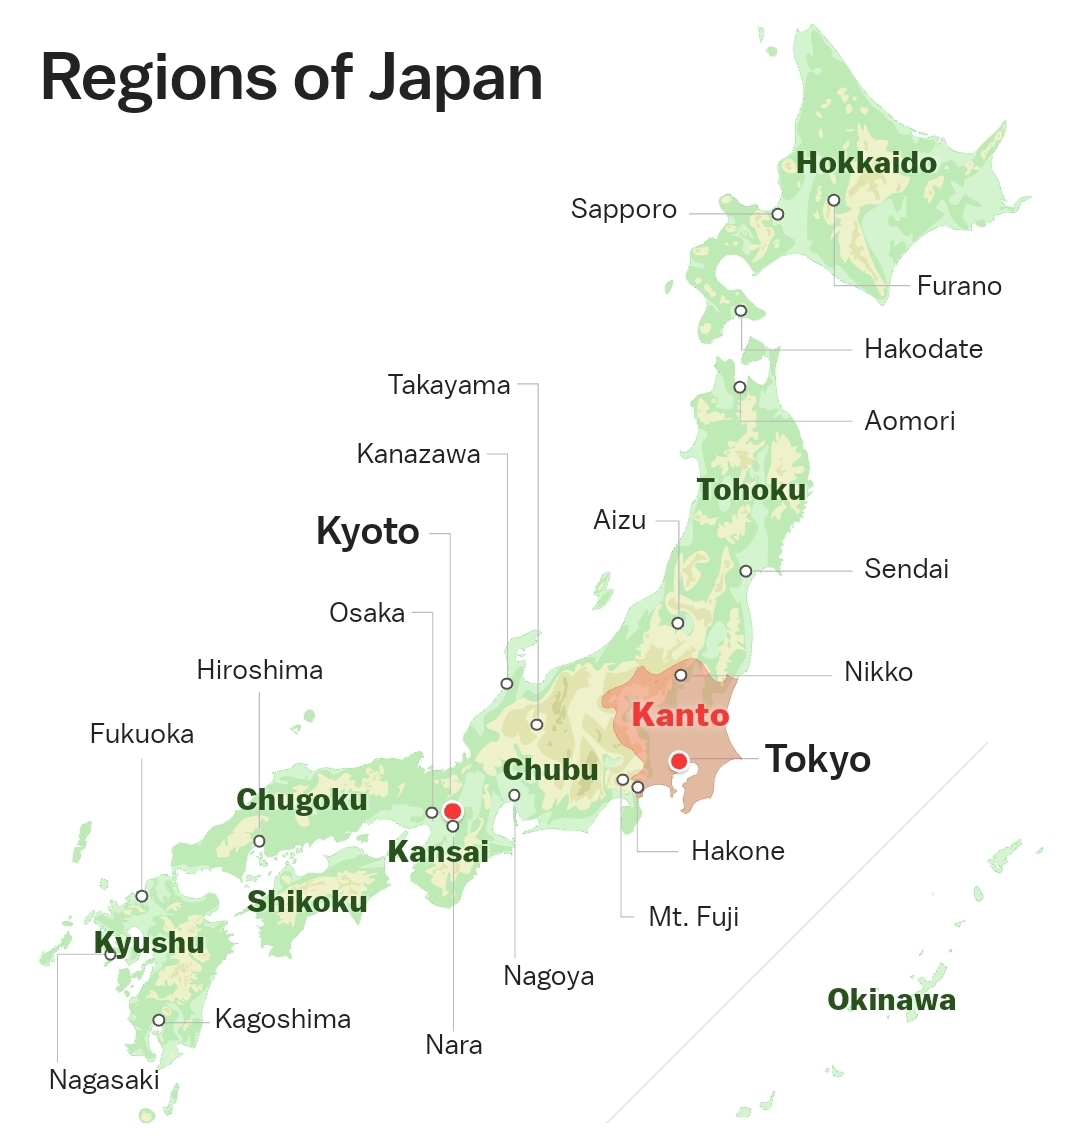 Regions of Japan
Hokkaido
Sapporo
Furano
Hakodate
Takayama
Aomori
Kanazawa
Tohoku
Aizu
Kyoto
Sendai
Osaka
Hiroshima
Nikko
Kanto
Fukuoka
Tokyo
Chubu
Chugoku
Hakone
Kansai
Shikoku
Mt. Fuji
Kyushu
Nagoya
Okinawa
Kagoshima
Nara
Nagasaki